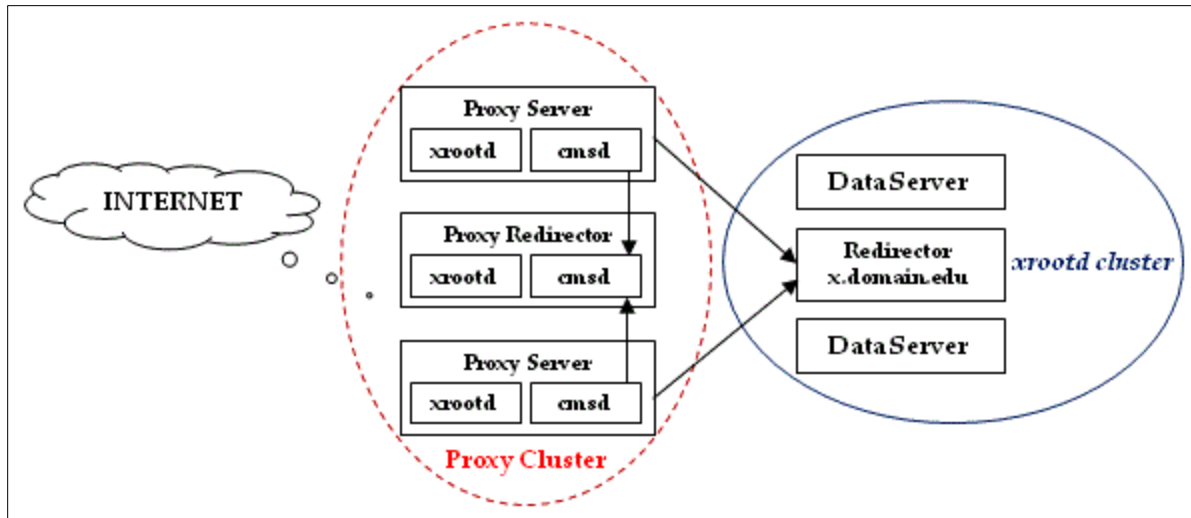 INTERNET
Proxy Server
xrootd
cmsd
Proxy Redirector
xrootd
cmsd
Proxy Server
xrootd
cmsd
Proxy Cluster
DataServer
Redirector
x.domain.edu
DataServer
xrootd cluster